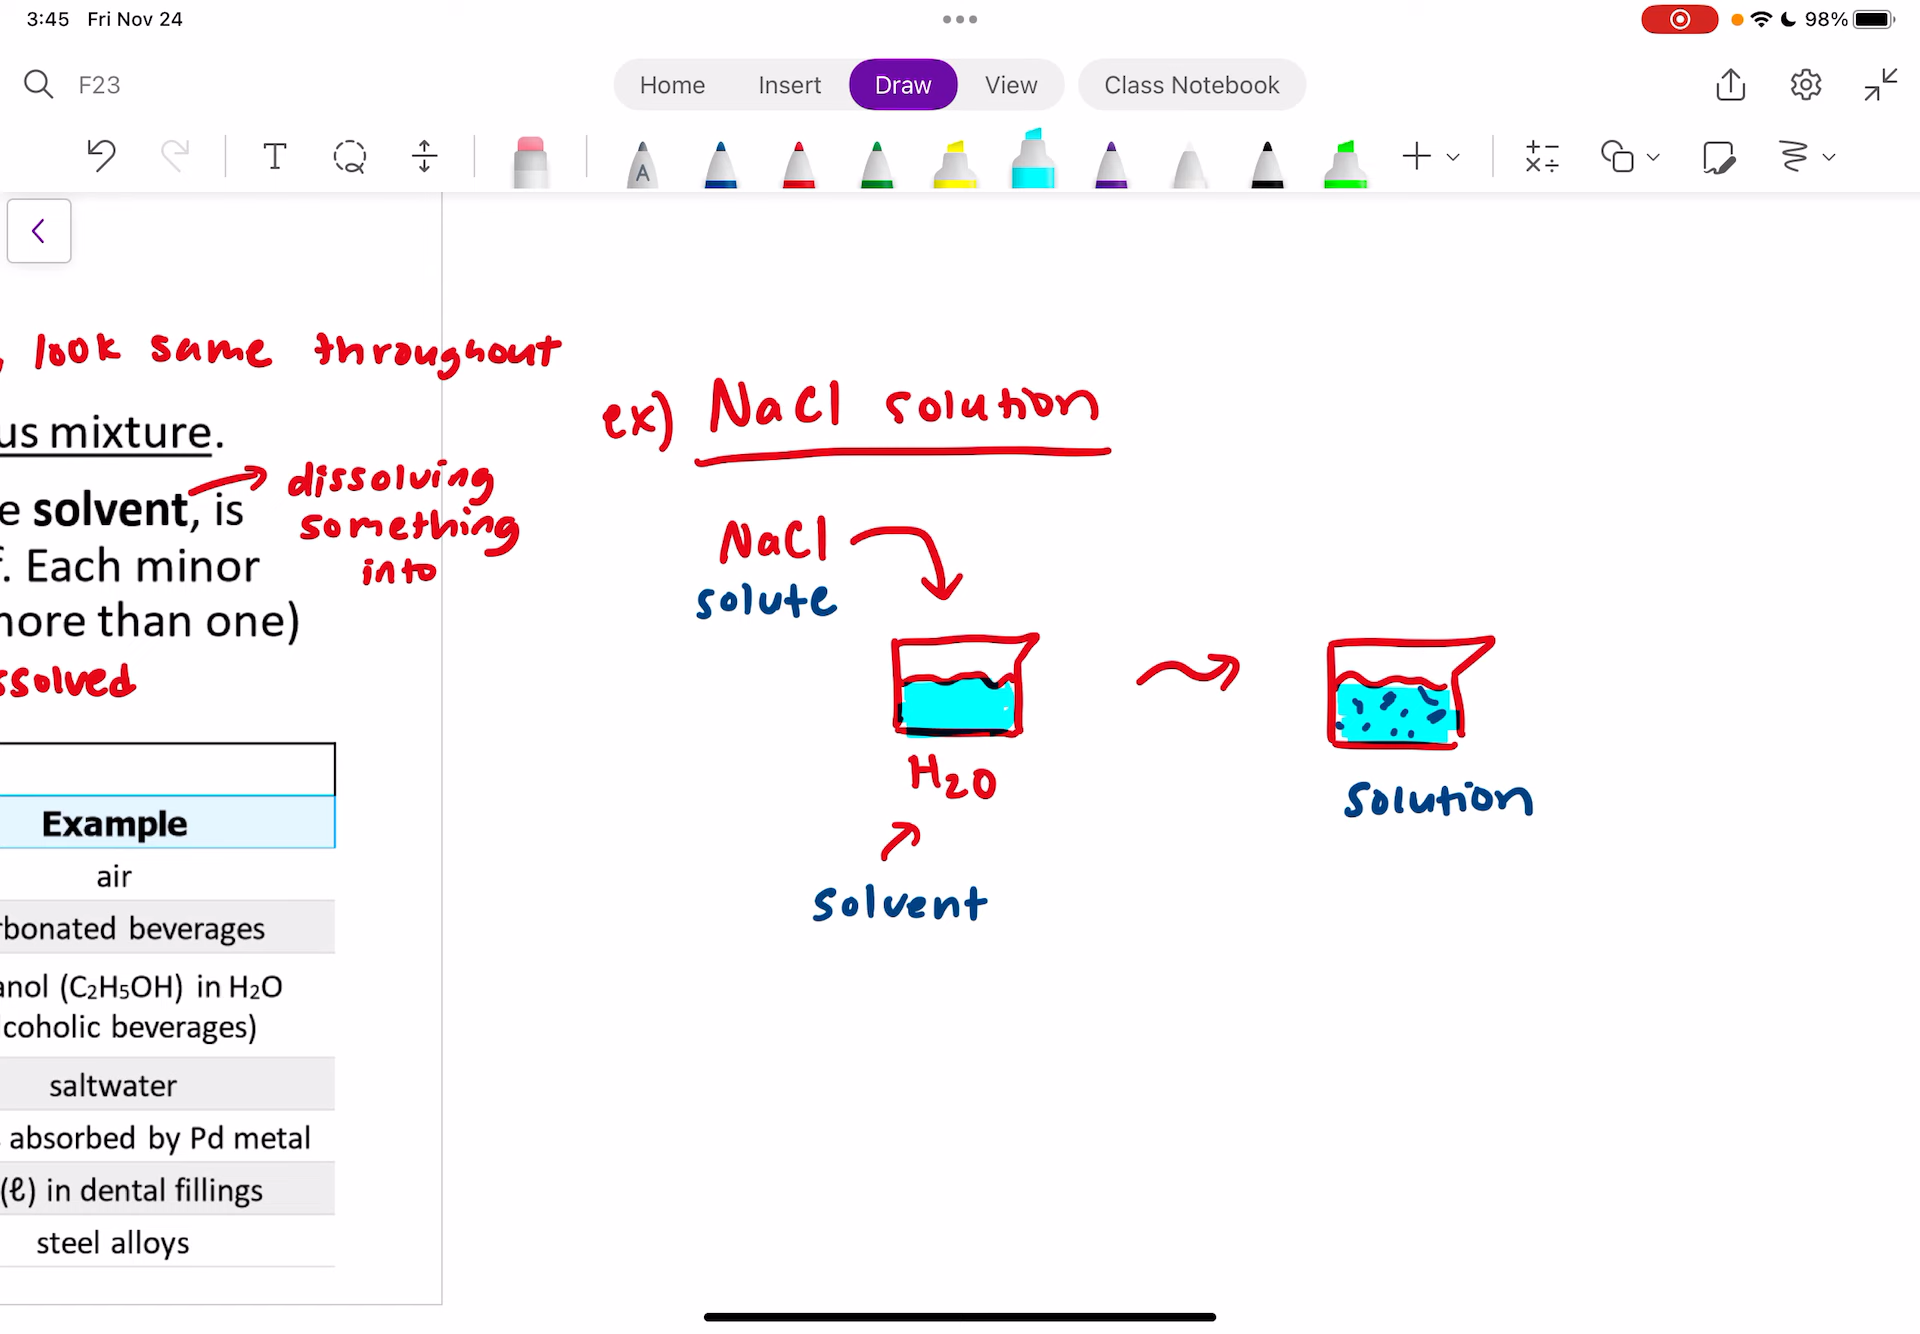 3:45 Fri Nov 24
98%
F23
Home Insert Draw View Class Notebook
T
A
, look same throughout
us mixture.
e solvent, is
dissolving
something
into
. Each minor
more than one)
ssolved
Example
air
rbonated beverages
anol (C₂H₅OH) in H₂O
coholic beverages)
saltwater
absorbed by Pd metal
(ℓ) in dental fillings
steel alloys
ex) NaCl solution
NaCl
solute
H₂O
solvent
solution